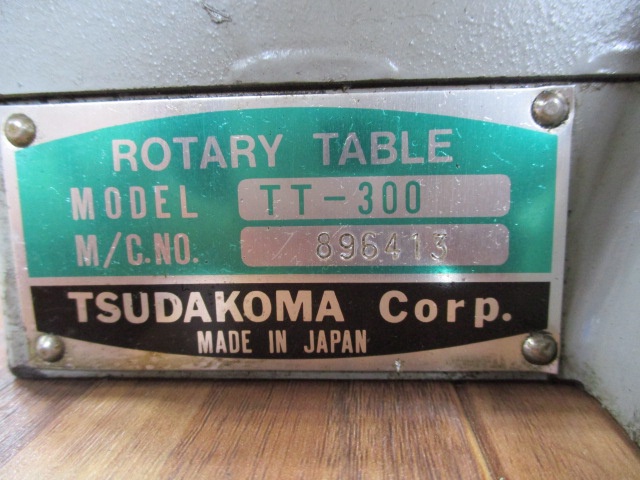 ROTARY TABLE
MODEL TT-300
M/C.NO. 896413
TSUDAKOMA Corp.
MADE IN JAPAN